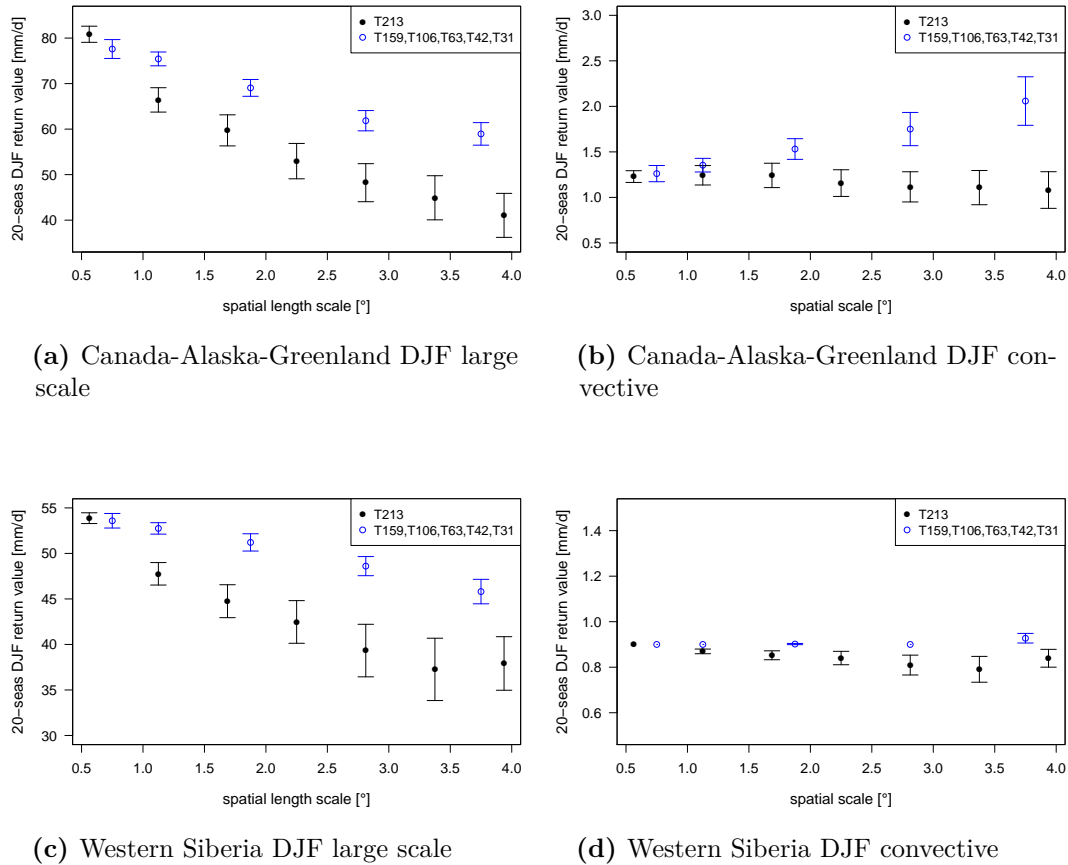 T213
T159,T106,T63,T42,T31
20−seas DJF return value [mm/d]
80
70
60
50
40
0.5 1.0 1.5 2.0 2.5 3.0 3.5 4.0
spatial length scale [°]
(a) Canada-Alaska-Greenland DJF large
scale
T213
T159,T106,T63,T42,T31
20−seas DJF return value [mm/d]
3.0
2.5
2.0
1.5
1.0
0.5
0.5 1.0 1.5 2.0 2.5 3.0 3.5 4.0
spatial scale [°]
(b) Canada-Alaska-Greenland DJF con-
vective
T213
T159,T106,T63,T42,T31
20−seas DJF return value [mm/d]
55
50
45
40
35
30
0.5 1.0 1.5 2.0 2.5 3.0 3.5 4.0
spatial length scale [°]
(c) Western Siberia DJF large scale
T213
T159,T106,T63,T42,T31
20−seas DJF return value [mm/d]
1.4
1.2
1.0
0.8
0.6
0.5 1.0 1.5 2.0 2.5 3.0 3.5 4.0
spatial scale [°]
(d) Western Siberia DJF convective